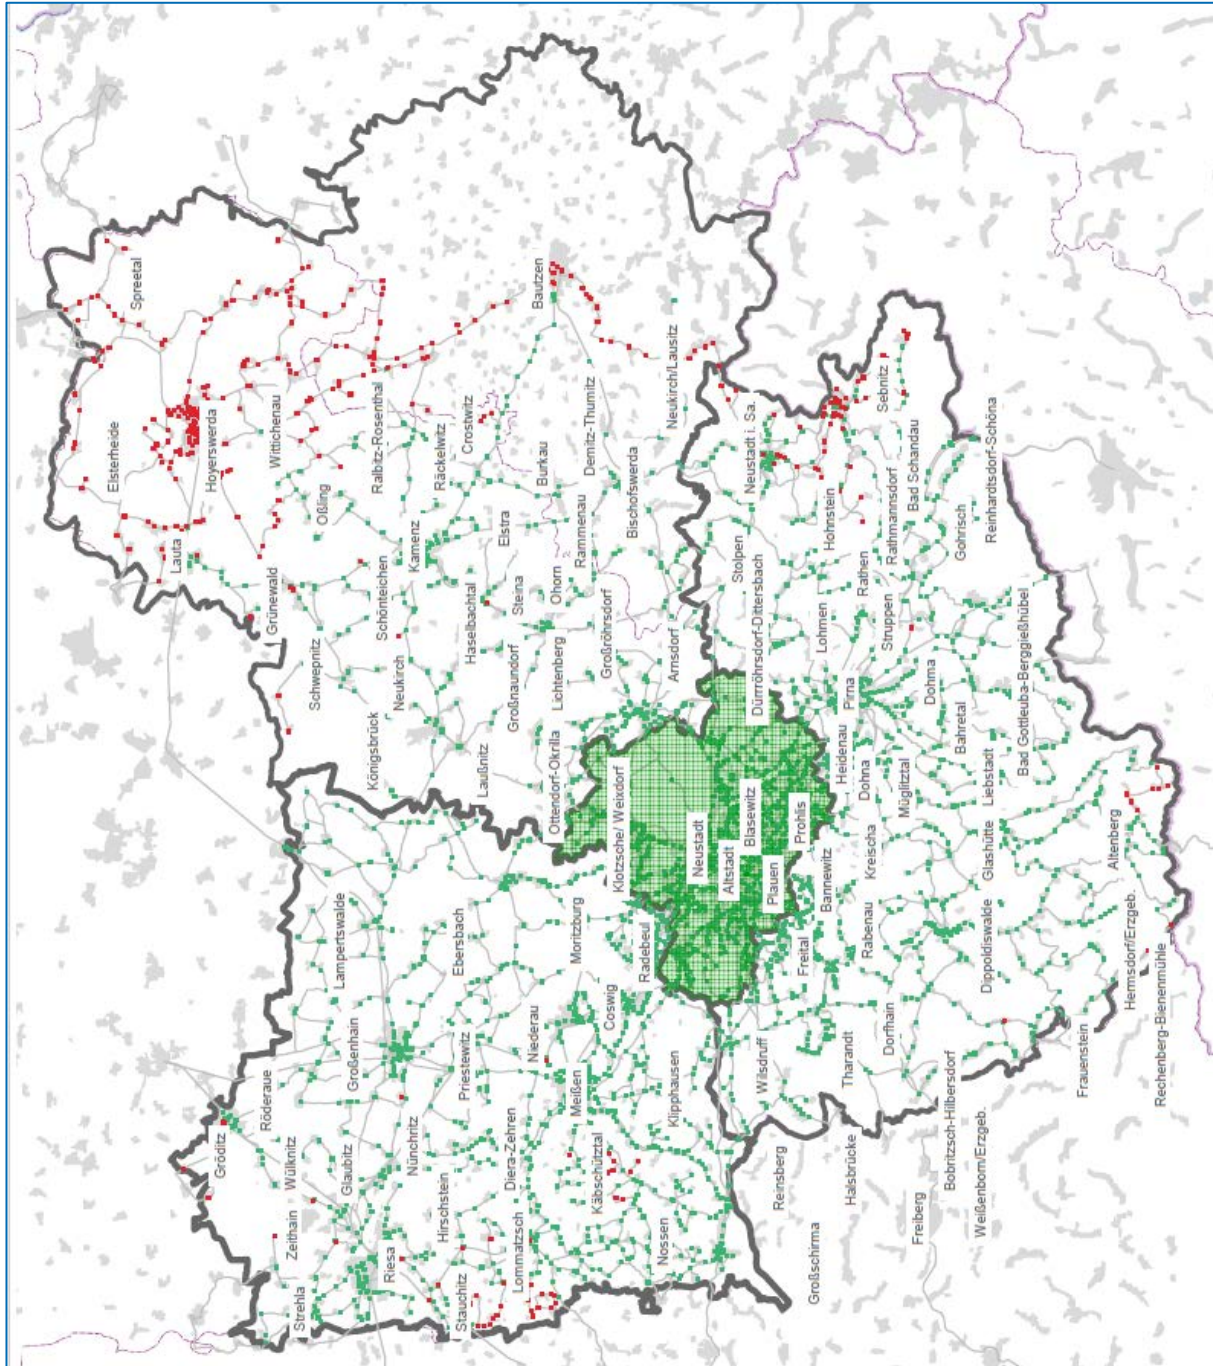 Spreetal
Elsterheide
Hoyerswerda
Lauta
Wittichenau
Grünewald
Oßling
Ralbitz-Rosenthal
Schwepnitz
Schönteichen
Kamenz
Räckelwitz
Crostwitz
Bautzen
Königsbrück
Neukirch
Haselbachtal
Elstra
Burkau
Laußnitz
Großnaundorf
Steina
Ohorn
Rammenau
Demitz-Thumitz
Lichtenberg
Großröhrsdorf
Bischofswerda
Neukirch/Lausitz
Ottendorf-Okrilla
Arnsdorf
Klotzsche/ Weixdorf
Neustadt
Altstadt
Blasewitz
Plauen
Prohlis
Gröditz
Röderaue
Wülknitz
Zeithain
Strehla
Glaubitz
Großenhain
Lampertswalde
Riesa
Nünchritz
Hirschstein
Stauchitz
Priestewitz
Ebersbach
Lommatzsch
Diera-Zehren
Niederau
Moritzburg
Meißen
Coswig
Radebeul
Käbschütztal
Nossen
Klipphausen
Wilsdruff
Reinsberg
Großschirma
Halsbrücke
Freiberg
Bobritzsch-Hilbersdorf
Weißenborn/Erzgeb.
Tharandt
Dorfhain
Freital
Bannewitz
Rabenau
Kreischa
Dippoldiswalde
Frauenstein
Hermsdorf/Erzgeb.
Rechenberg-Bienenmühle
Altenberg
Glashütte
Liebstadt
Müglitztal
Dohna
Heidenau
Pirna
Dohma
Bahretal
Bad Gottleuba-Berggießhübel
Dürrröhrsdorf-Dittersbach
Stolpen
Neustadt i. Sa.
Lohmen
Hohnstein
Rathen
Struppen
Rathmannsdorf
Bad Schandau
Sebnitz
Gohrisch
Reinhardtsdorf-Schöna